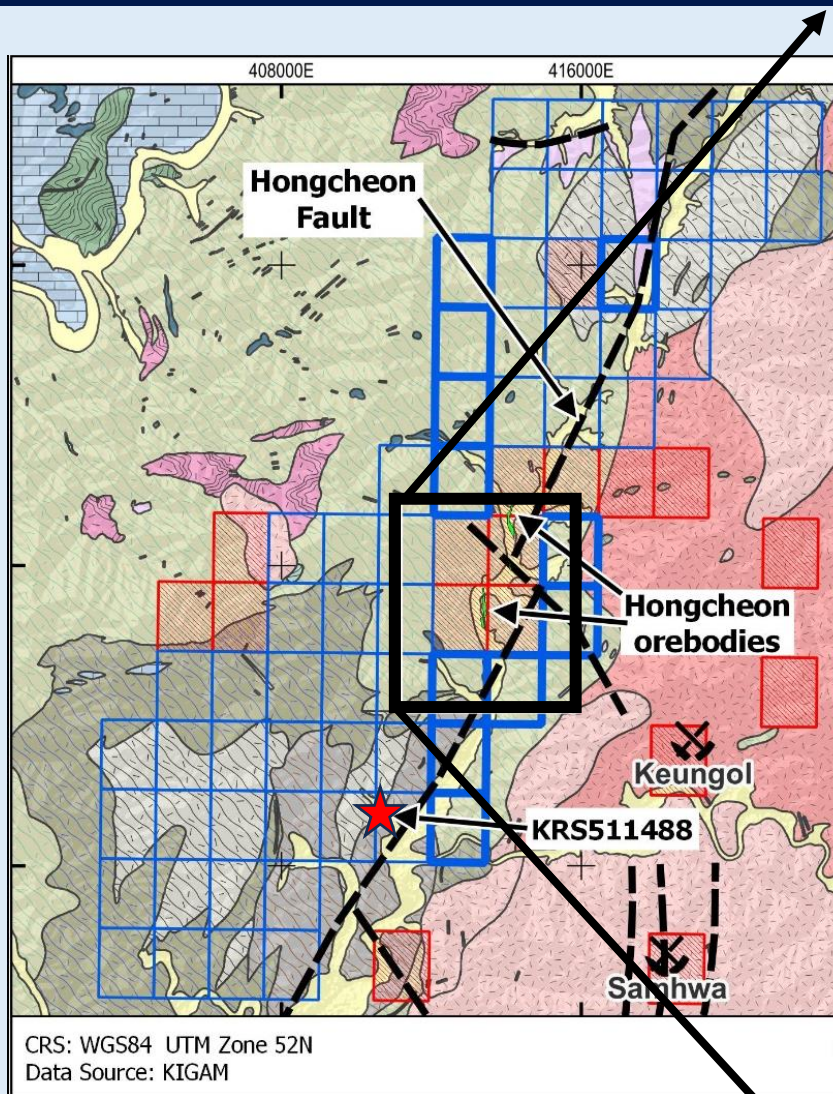 408000E
416000E
Hongcheon
Fault
Hongcheon
orebodies
Keungol
KRS511488
Samhwa
CRS: WGS84 UTM Zone 52N
Data Source: KIGAM